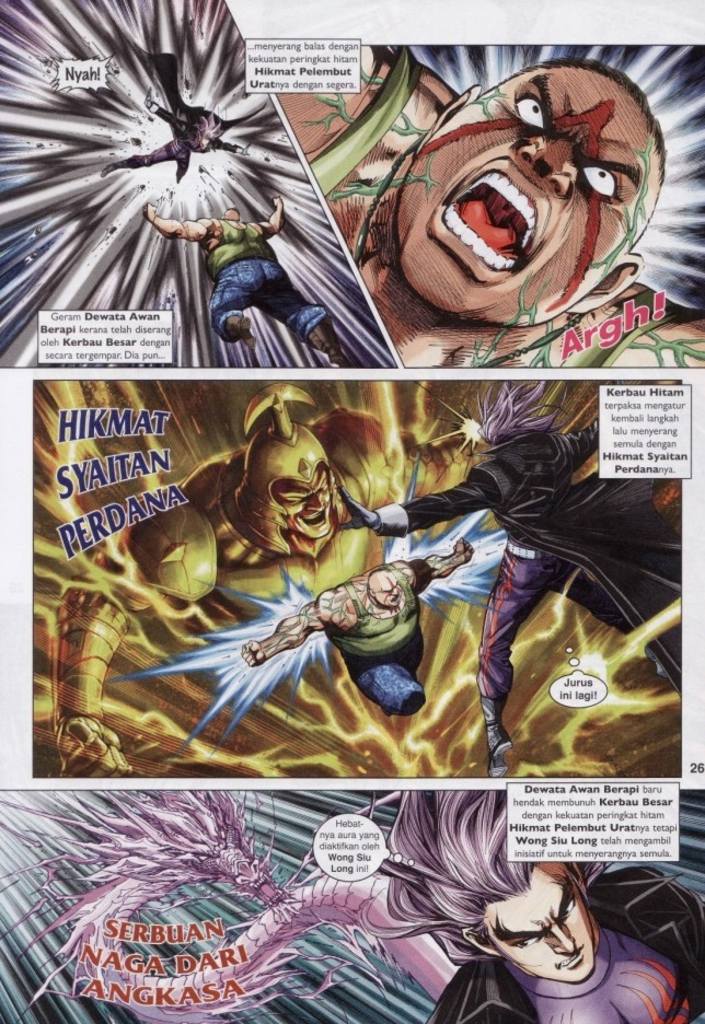 Nyah!
...menyerang balas dengan
kekuatan peringkat hitam
Hikmat Pelembut
Uratnya dengan segera.
Argh!
Geram Dewata Awan
Berapi kerana telah diserang
oleh Kerbau Besar dengan
secara tergempar. Dia pun...
HIKMAT
SYAITAN
PERDANA
Kerbau Hitam
terpaksa mengatur
kembali langkah
lalu menyerang
semula dengan
Hikmat Syaitan
Perdananya.
Jurus
ini lagi!
26
Dewata Awan Berapi baru
hendak membunuh Kerbau Besar
dengan kekuatan peringkat hitam
Hikmat Pelembut Uratnya tetapi
Wong Siu Long telah mengambil
inisiatif untuk menyerangnya semula.
Hebat-
nya aura yang
diaktifkan oleh
Wong Siu
Long ini!
SERBUAN
NAGA DARI
ANGKASA